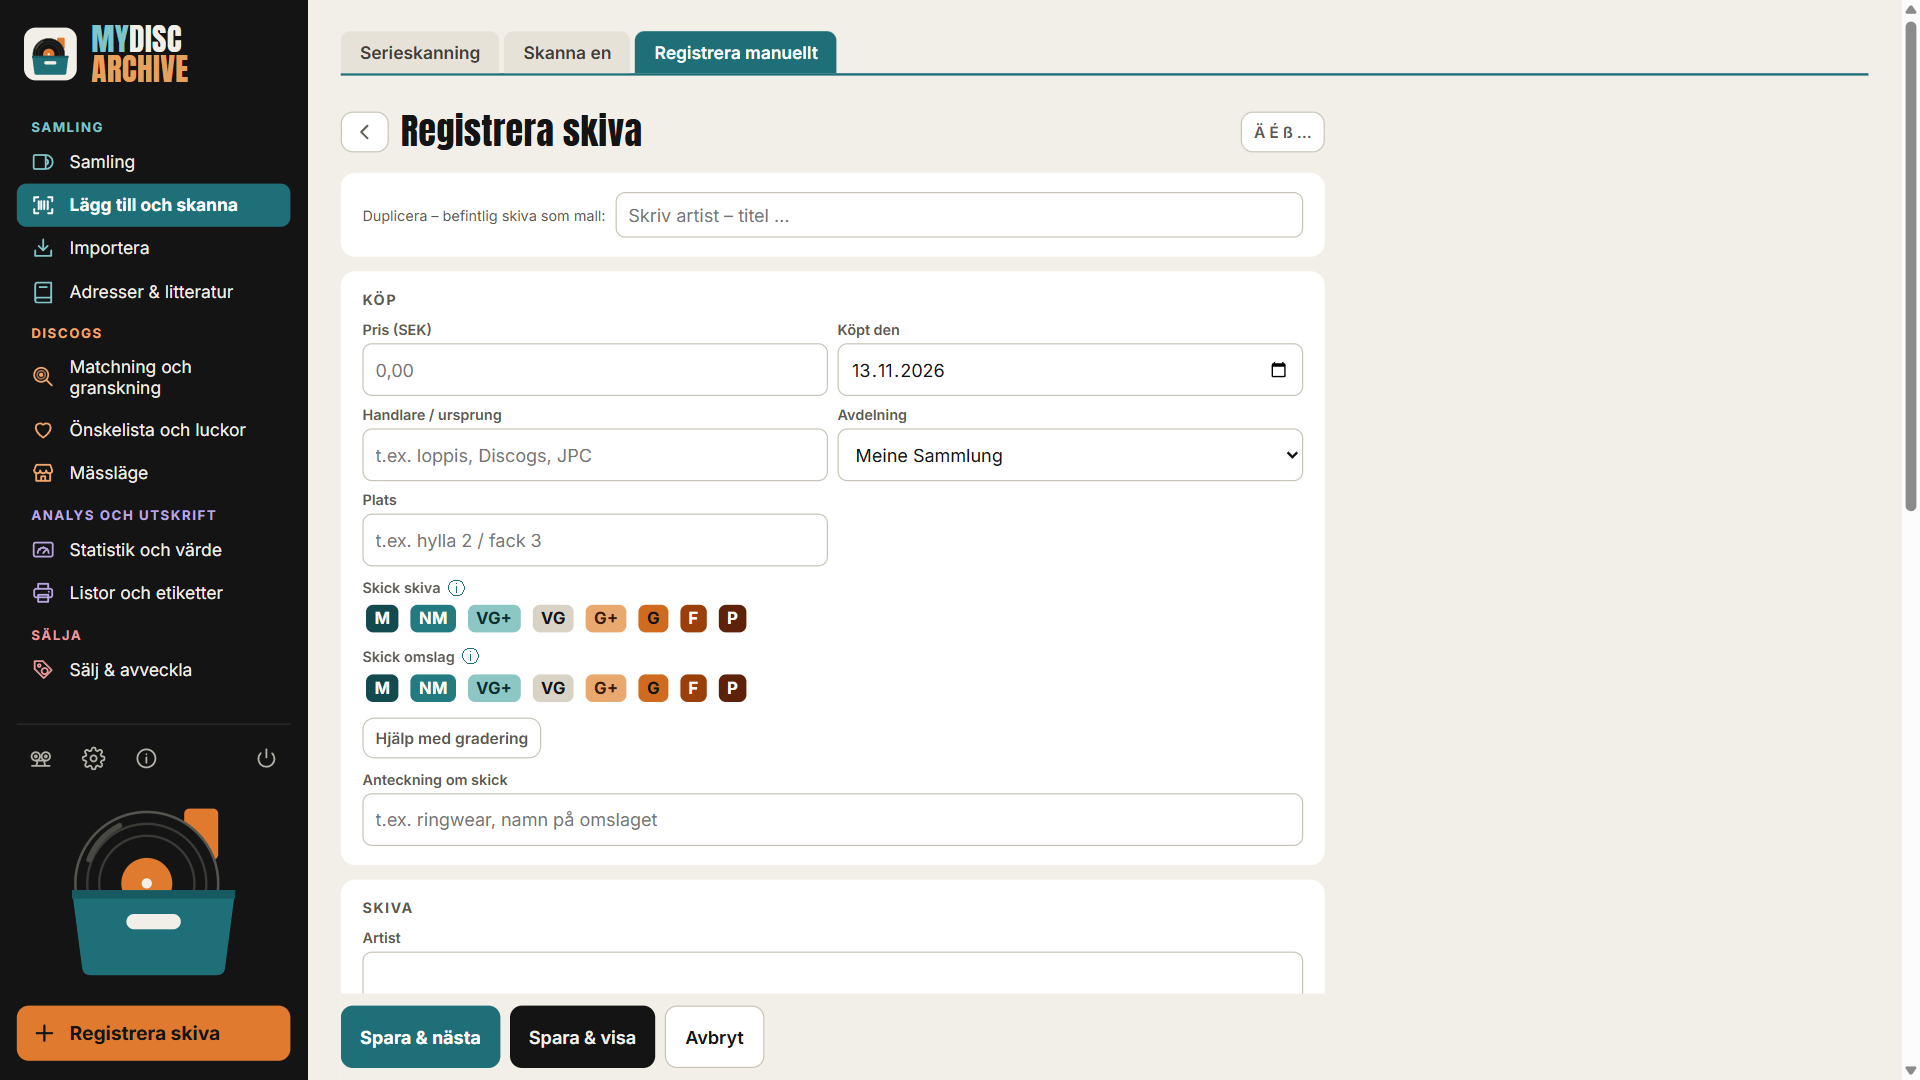 MYDISC
ARCHIVE
SAMLING
Samling
Lägg till och skanna
Importera
Adresser & litteratur
DISCOGS
Matchning och
granskning
Önskelista och luckor
Mässläge
ANALYS OCH UTSKRIFT
Statistik och värde
Listor och etiketter
SÄLJA
Sälj & avveckla
Registrera skiva
Serieskanning
Skanna en
Registrera manuellt
Registrera skiva
Ä É ß ...
Duplicera – befintlig skiva som mall:
Skriv artist – titel ...
KÖP
Pris (SEK)
Köpt den
0,00
13.11.2026
Handlare / ursprung
Avdelning
t.ex. loppis, Discogs, JPC
Meine Sammlung
Plats
t.ex. hylla 2 / fack 3
Skick skiva
M NM VG+ VG G+ G F P
Skick omslag
M NM VG+ VG G+ G F P
Hjälp med gradering
Anteckning om skick
t.ex. ringwear, namn på omslaget
SKIVA
Artist
Spara & nästa
Spara & visa
Avbryt